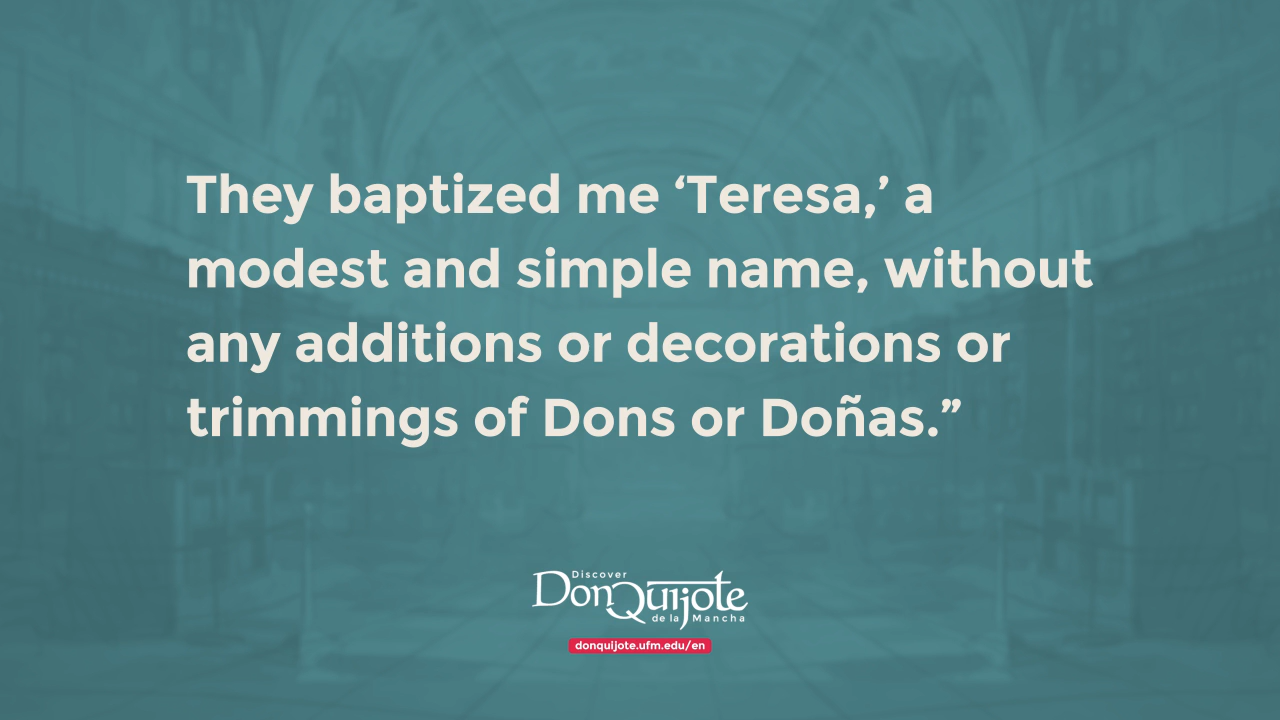 They baptized me ‘Teresa,’ a
modest and simple name, without
any additions or decorations or
trimmings of Dons or Doñas.”
Discover
DonQuijote
de la Mancha
donquijote.ufm.edu/en